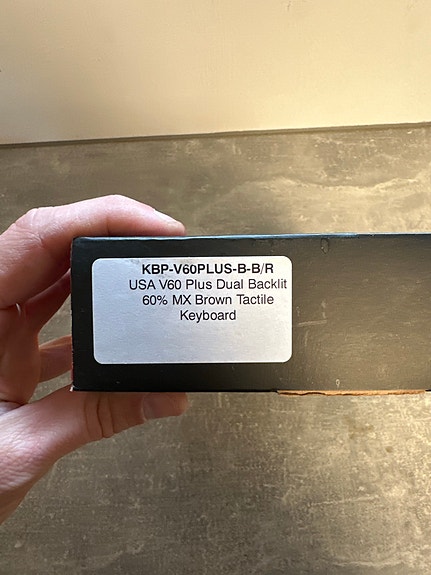 KBP-V60PLUS-B-B/R
USA V60 Plus Dual Backlit
60% MX Brown Tactile
Keyboard